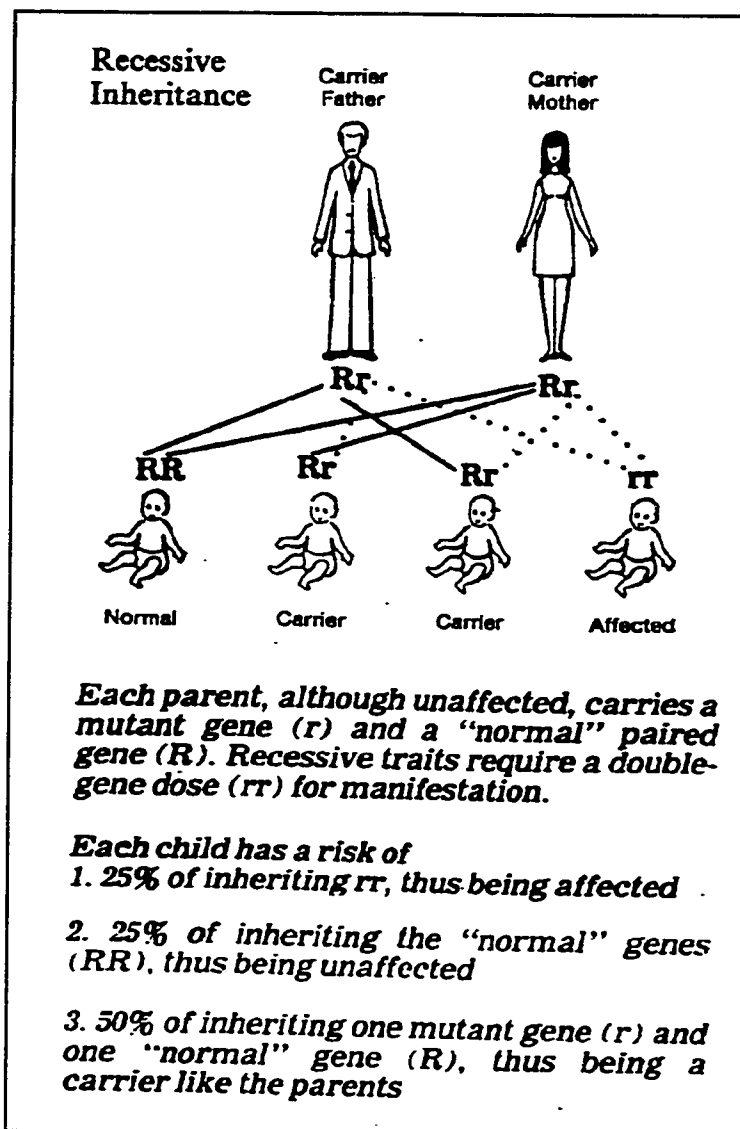 Recessive
Inheritance
Carrier
Father
Carrier
Mother
Rr
Rr
RR
Rr
Rr
rr
Normal
Carrier
Carrier
Affected
Each parent, although unaffected, carries a
mutant gene (r) and a “normal” paired
gene (R). Recessive traits require a double-
gene dose (rr) for manifestation.
Each child has a risk of
1. 25% of inheriting rr, thus being affected
2. 25% of inheriting the “normal” genes
(RR), thus being unaffected
3. 50% of inheriting one mutant gene (r) and
one “normal” gene (R), thus being a
carrier like the parents